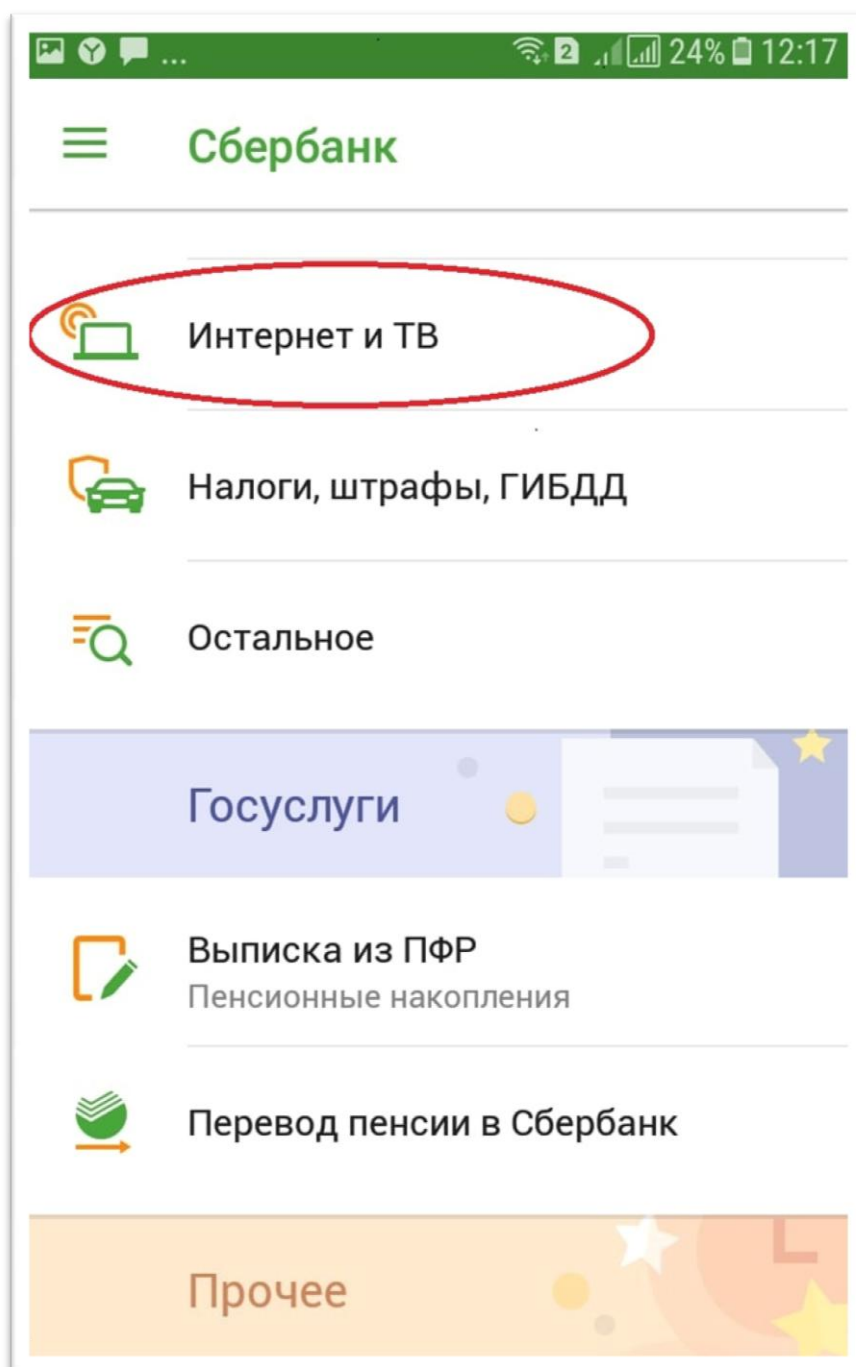 ... 2 24% 12:17
Сбербанк
Интернет и ТВ
Налоги, штрафы, ГИБДД
Остальное
Госуслуги
Выписка из ПФР
Пенсионные накопления
Перевод пенсии в Сбербанк
Прочее